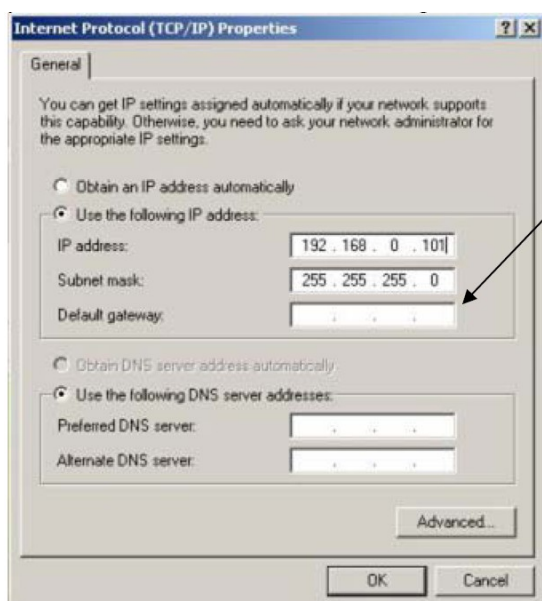 Internet Protocol (TCP/IP) Properties
General
You can get IP settings assigned automatically if your network supports
this capability. Otherwise, you need to ask your network administrator for
the appropriate IP settings.
Obtain an IP address automatically
Use the following IP address:
IP address: 192 . 168 . 0 . 101
Subnet mask: 255 . 255 . 255 . 0
Default gateway: . . .
Obtain DNS server address automatically
Use the following DNS server addresses:
Preferred DNS server: . . .
Alternate DNS server: . . .
Advanced...
OK Cancel